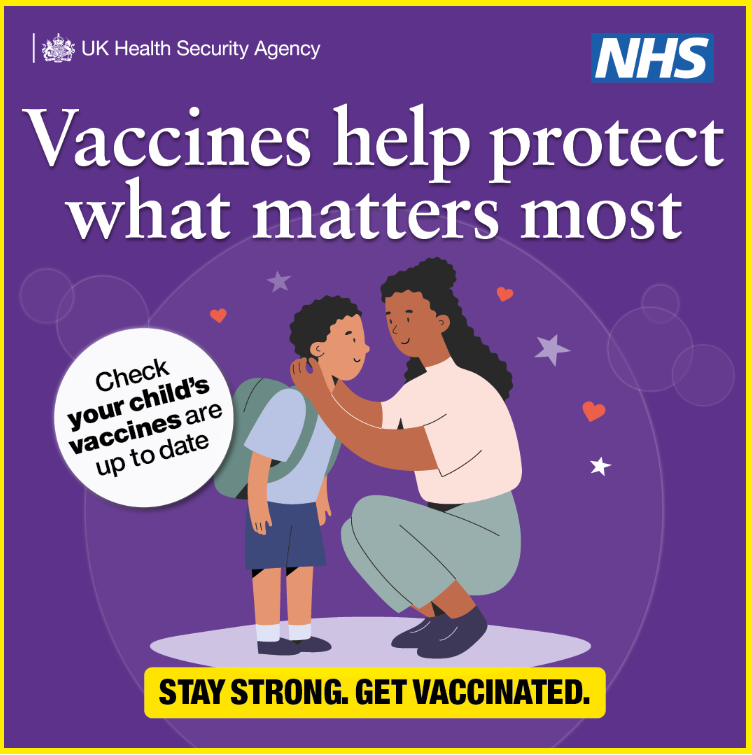 UK Health Security Agency
NHS
Vaccines help protect
what matters most
Check
your child's
vaccines are
up to date
STAY STRONG. GET VACCINATED.